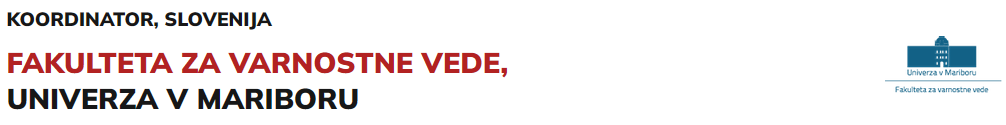 KOORDINATOR, SLOVENIJA
FAKULTETA ZA VARNOSTNE VEDE,
UNIVERZA V MARIBORU
Univerza v Mariboru
Fakulteta za varnostne vede